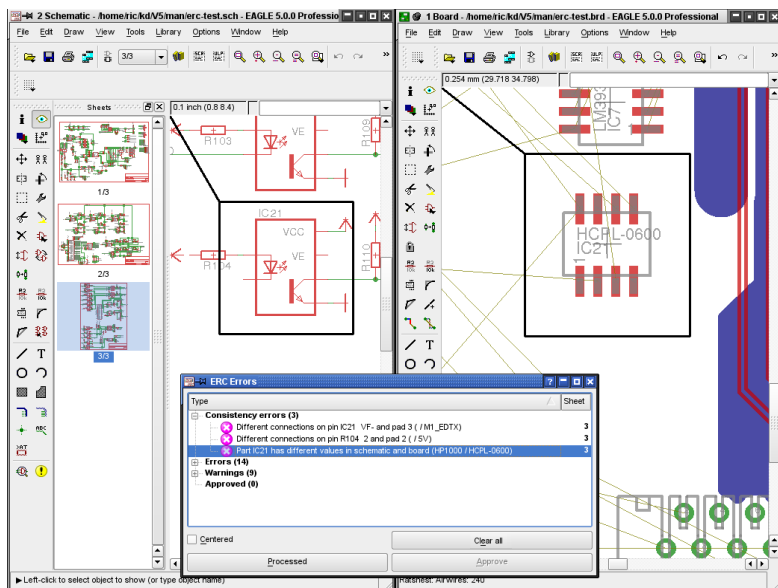 2 Schematic - /home/ric/kd/V5/man/erc-test.sch - EAGLE 5.0.0 Professio
File Edit Draw View Tools Library Options Window Help
3/3
Sheets
0.1 inch (0.8 8.4)
1/3
2/3
3/3
R103
VE
R109
IC21
VCC
VE
R104
R110
1 Board - /home/ric/kd/V5/man/erc-test.brd - EAGLE 5.0.0 Professional
File Edit Draw View Tools Library Options Window Help
0.254 mm (29.718 34.798)
LM393
IC7
HCPL-0600
IC21
1
ERC Errors
Type Sheet
Consistency errors (3)
Different connections on pin IC21 VF- and pad 3 ( / M1_EDTX) 3
Different connections on pin R104 2 and pad 2 ( / 5V) 3
Part IC21 has different values in schematic and board (HP1000 / HCPL-0600) 3
Errors (14)
Warnings (9)
Approved (0)
Centered
Clear all
Processed
Approve
Left-click to select object to show (or type object name)
Ratsnest: Airwires: 240